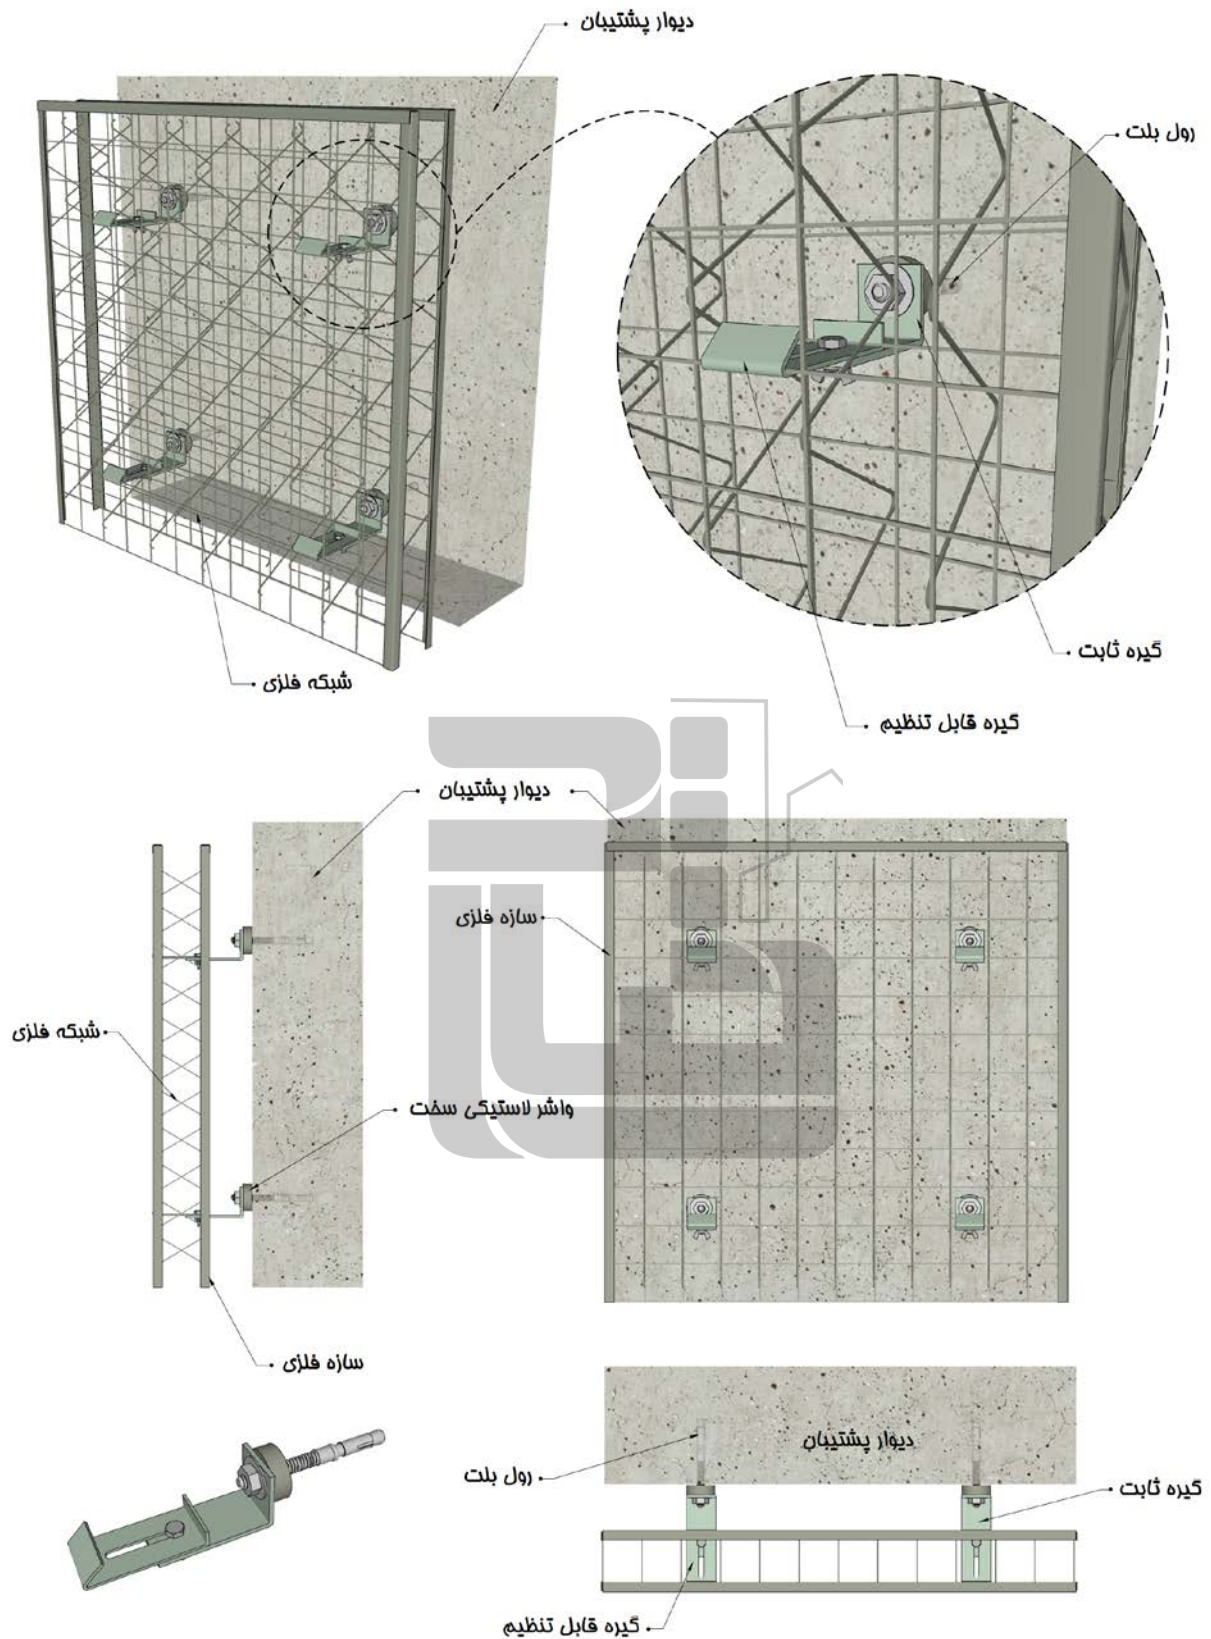 دیوار پشتیبان
رول بلت
گیره ثابت
شبکه فلزی
گیره قابل تنظیم
دیوار پشتیبان
سازه فلزی
شبکه فلزی
واشر لاستیکی سخت
سازه فلزی
دیوار پشتیبان
رول بلت
گیره ثابت
گیره قابل تنظیم